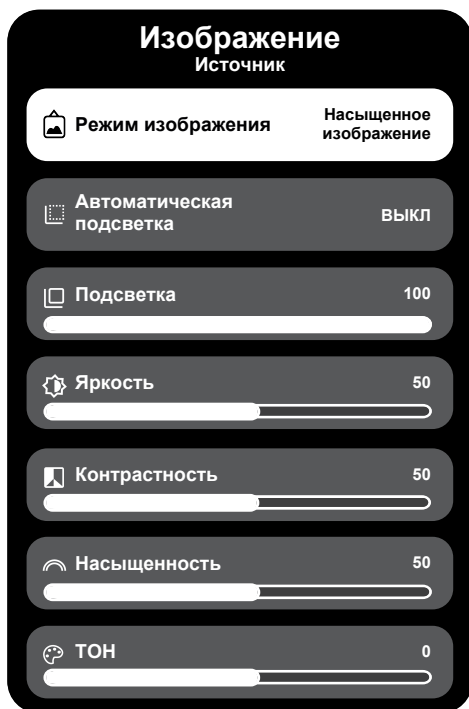 Изображение
Источник
Режим изображения
Насыщенное
изображение
Автоматическая
подсветка
ВЫКЛ
Подсветка
100
Яркость
50
Контрастность
50
Насыщенность
50
ТОН
0